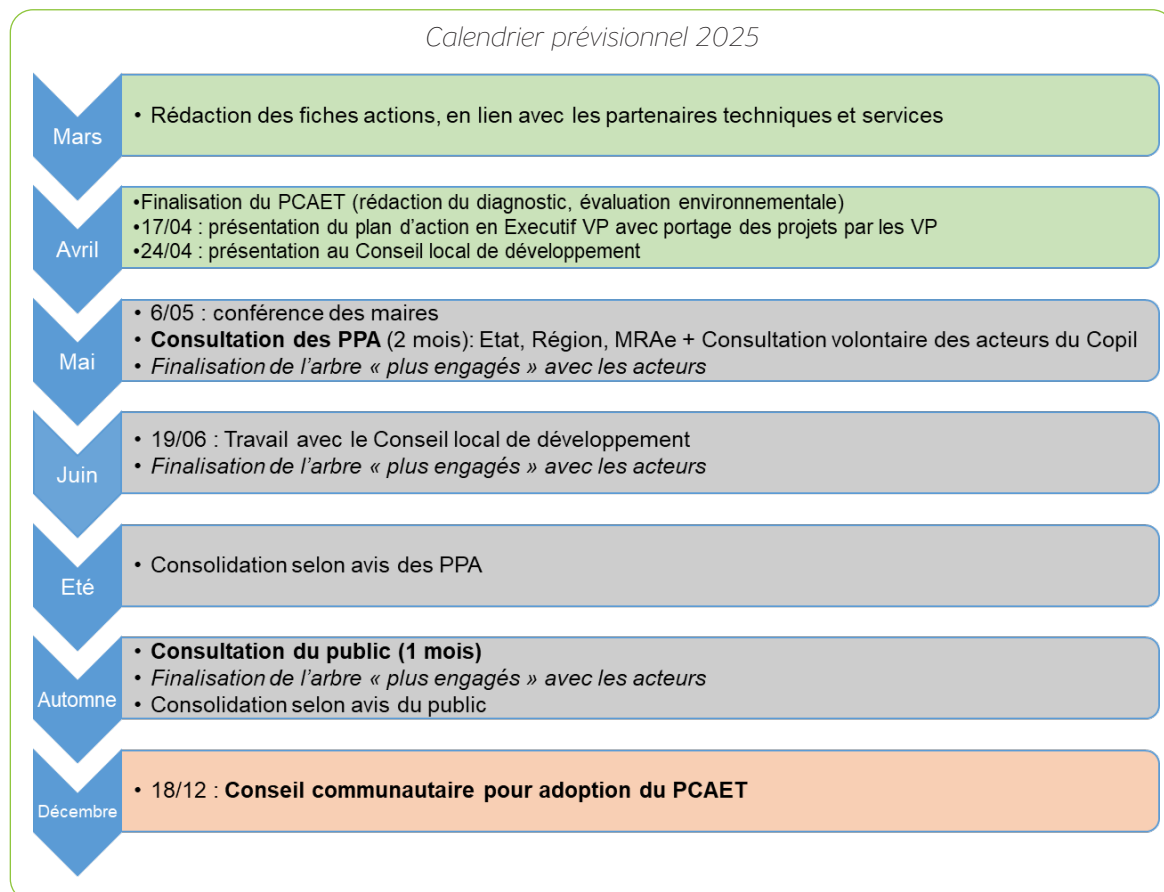 Calendrier prévisionnel 2025
Mars
• Rédaction des fiches actions, en lien avec les partenaires techniques et services
Avril
•Finalisation du PCAET (rédaction du diagnostic, évaluation environnementale)
•17/04 : présentation du plan d’action en Executif VP avec portage des projets par les VP
•24/04 : présentation au Conseil local de développement
Mai
• 6/05 : conférence des maires
• Consultation des PPA (2 mois): Etat, Région, MRAe + Consultation volontaire des acteurs du Copil
• Finalisation de l’arbre « plus engagés » avec les acteurs
Juin
• 19/06 : Travail avec le Conseil local de développement
• Finalisation de l’arbre « plus engagés » avec les acteurs
Eté
• Consolidation selon avis des PPA
Automne
• Consultation du public (1 mois)
• Finalisation de l’arbre « plus engagés » avec les acteurs
• Consolidation selon avis du public
Décembre
• 18/12 : Conseil communautaire pour adoption du PCAET